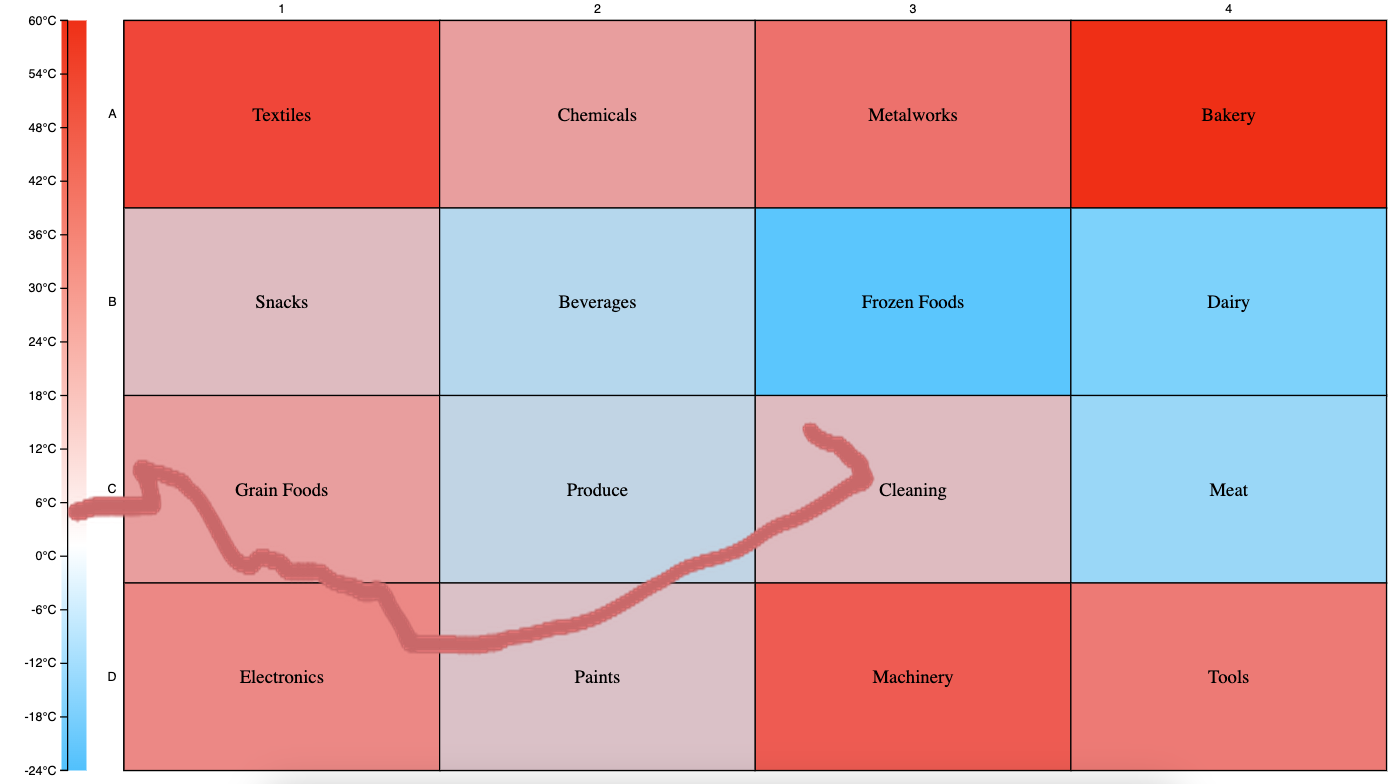 1 2 3 4
60°C
54°C
48°C
42°C
36°C
30°C
24°C
18°C
12°C
6°C
0°C
-6°C
-12°C
-18°C
-24°C
A Textiles Chemicals Metalworks Bakery
B Snacks Beverages Frozen Foods Dairy
C Grain Foods Produce Cleaning Meat
D Electronics Paints Machinery Tools